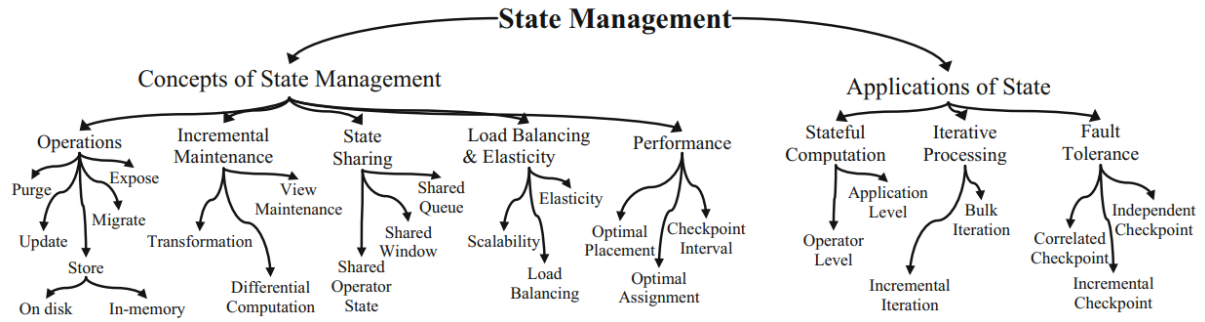 State Management
Concepts of State Management
Applications of State
Operations
Purge
Expose
Update
Migrate
Store
On disk
In-memory
Incremental
Maintenance
View
Maintenance
Transformation
Differential
Computation
State
Sharing
Shared
Queue
Shared
Window
Shared
Operator
State
Load Balancing
& Elasticity
Elasticity
Scalability
Load
Balancing
Performance
Optimal
Placement
Checkpoint
Interval
Optimal
Assignment
Stateful
Computation
Application
Level
Operator
Level
Iterative
Processing
Bulk
Iteration
Incremental
Iteration
Fault
Tolerance
Independent
Checkpoint
Correlated
Checkpoint
Incremental
Checkpoint